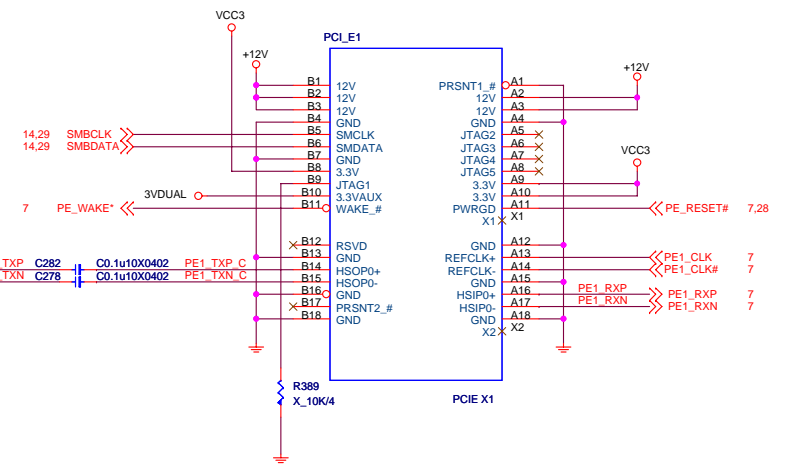 VCC3
PCI_E1
+12V
+12V
B1 12V PRSNT1_# A1
B2 12V 12V A2
B3 12V 12V A3
B4 GND GND A4
14,29 SMBCLK B5 SMCLK JTAG2 A5
14,29 SMBDATA B6 SMDATA JTAG3 A6
B7 GND JTAG4 A7
VCC3
B8 3.3V JTAG5 A8
B9 JTAG1 3.3V A9
3VDUAL B10 3.3VAUX 3.3V A10
7 PE_WAKE* B11 WAKE_# PWRGD A11 PE_RESET# 7,28
X1 X1
B12 RSVD GND A12
B13 GND REFCLK+ A13 PE1_CLK 7
TXP C282 C0.1u10X0402 PE1_TXP_C B14 HSOP0+ REFCLK- A14 PE1_CLK# 7
TXN C278 C0.1u10X0402 PE1_TXN_C B15 HSOP0- GND A15
B16 GND HSIP0+ A16 PE1_RXP PE1_RXP 7
B17 PRSNT2_# HSIP0- A17 PE1_RXN PE1_RXN 7
B18 GND GND A18
X2 X2
R389
X_10K/4
PCIE X1